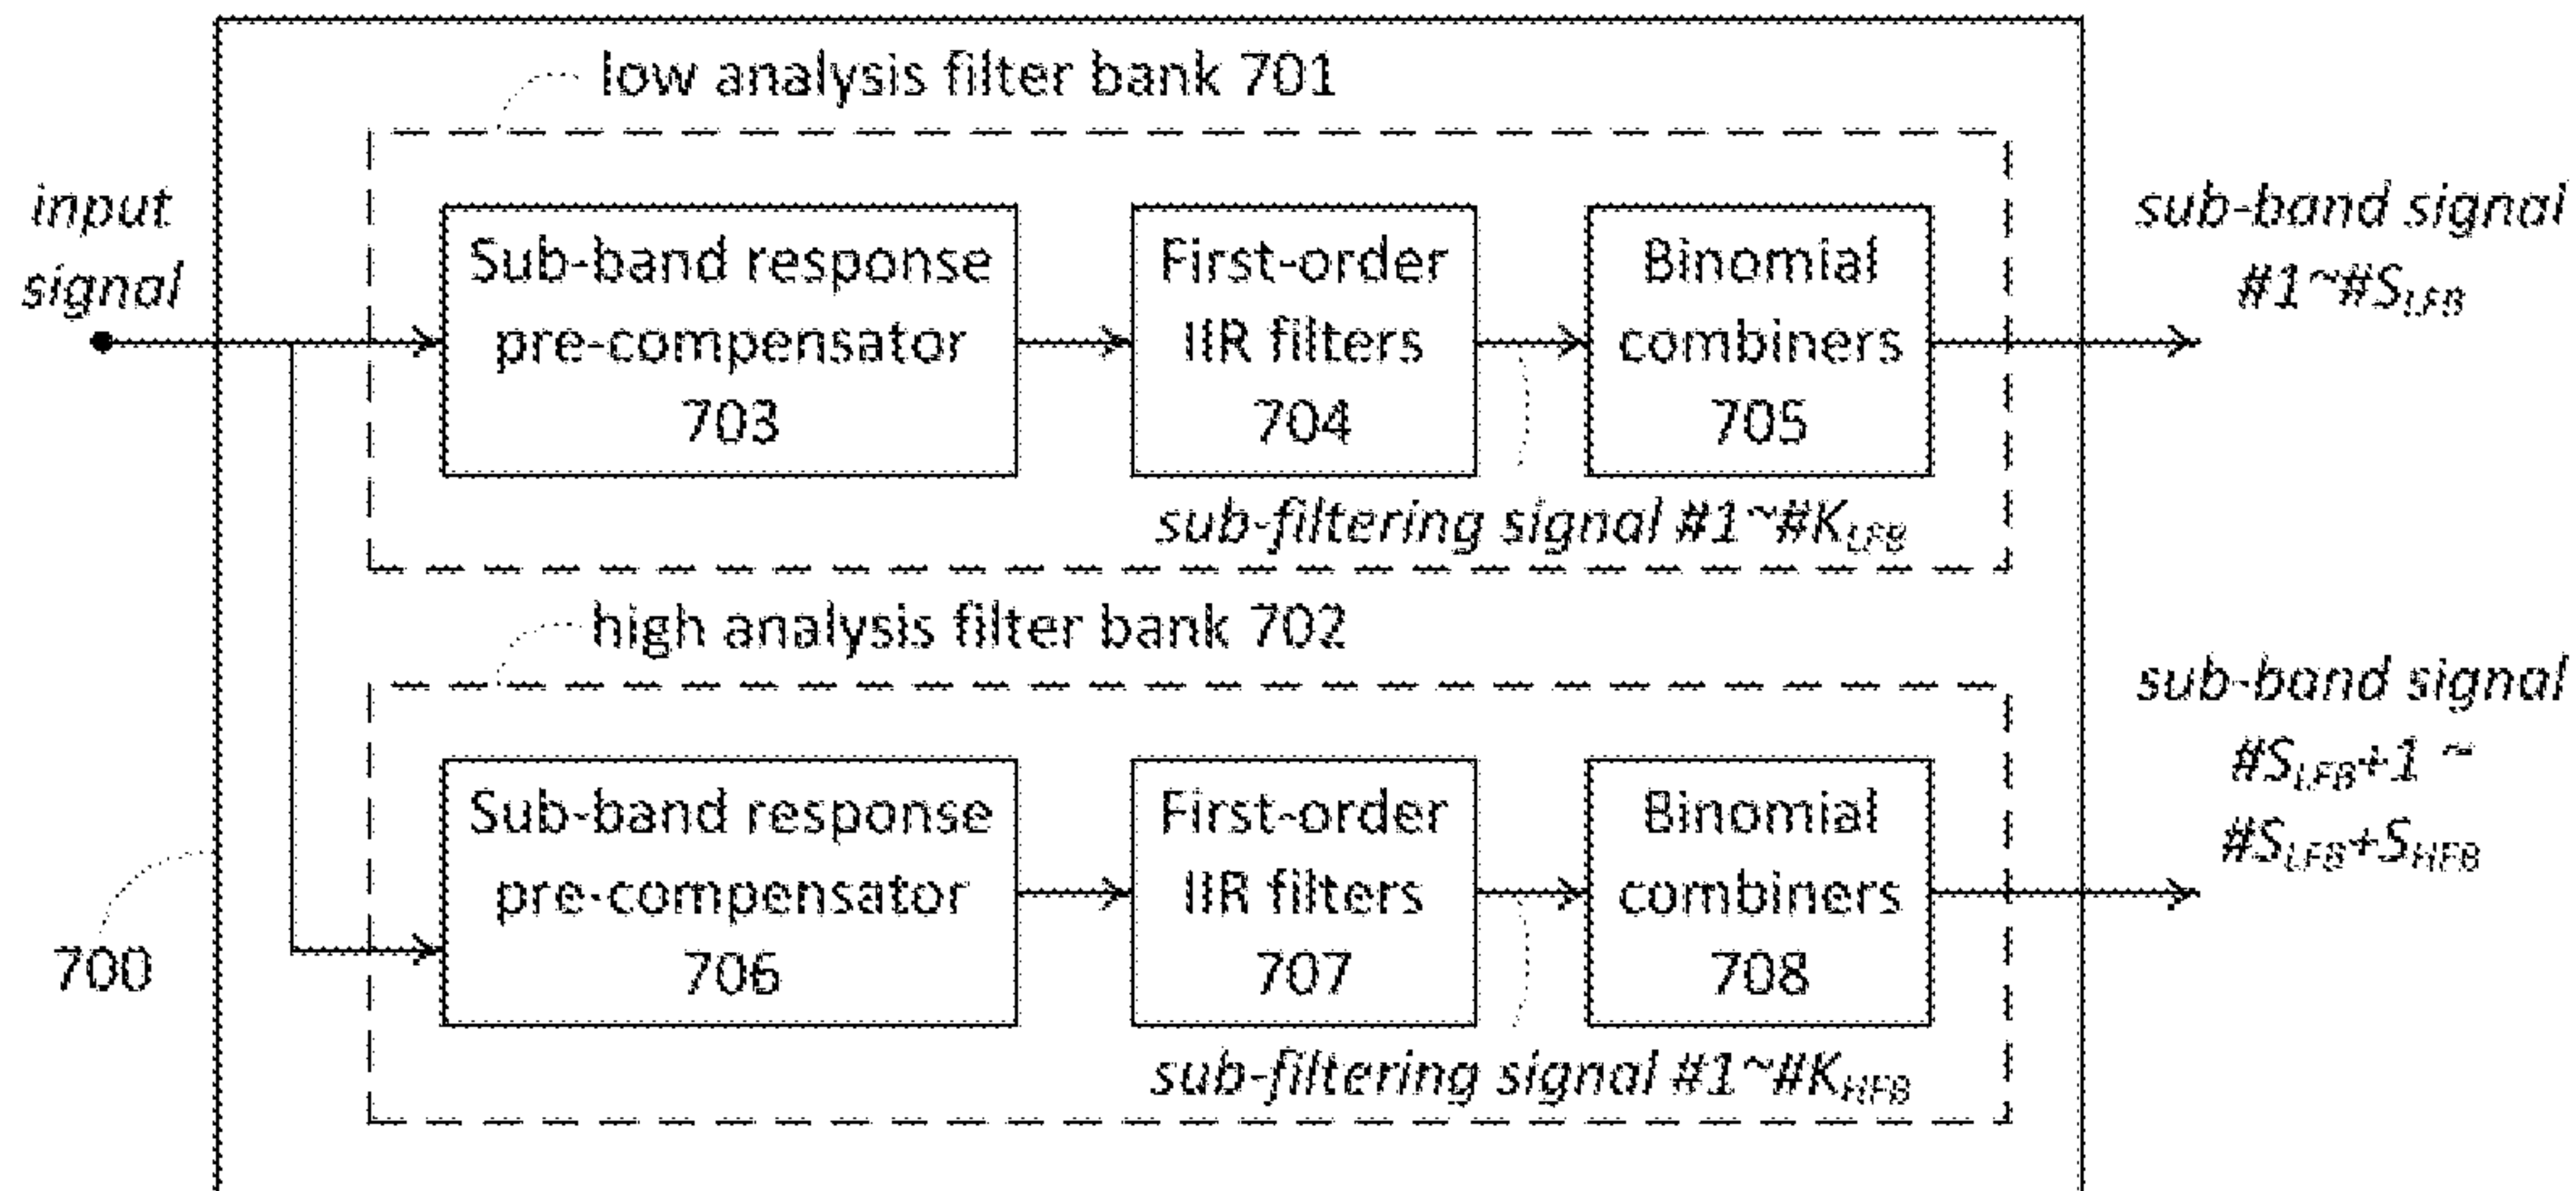 low analysis filter bank 701
input
signal
Sub-band response
pre-compensator
703
First-order
IIR filters
704
Binomial
combiners
705
sub-band signal
#1~#S_LFB
sub-filtering signal #1~#K_LFB
high analysis filter bank 702
Sub-band response
pre-compensator
706
First-order
IIR filters
707
Binomial
combiners
708
sub-band signal
#S_LFB+1 ~
#S_LFB+S_HFB
sub-filtering signal #1~#K_HFB
700